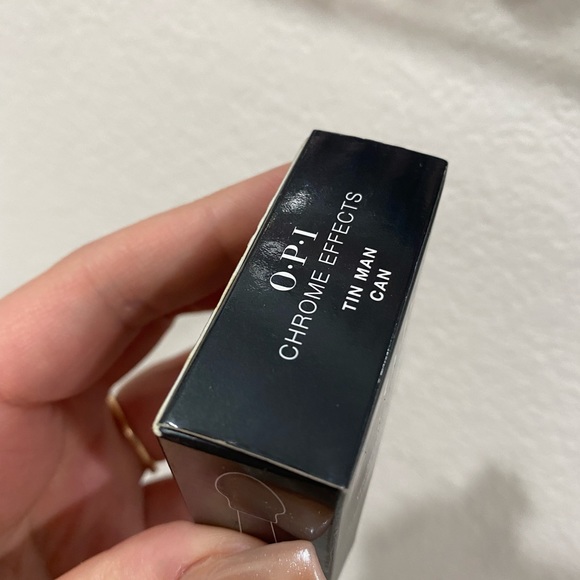 O·P·I
CHROME EFFECTS
TIN MAN
CAN